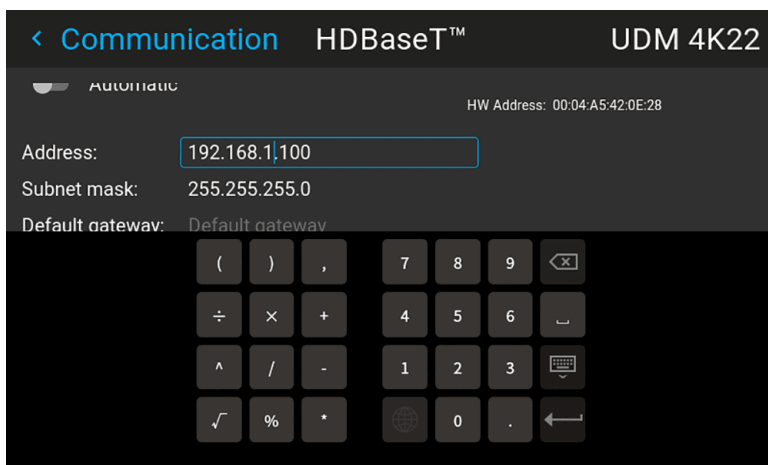 < Communication HDBaseT™ UDM 4K22
Automatic
HW Address: 00:04:A5:42:0E:28
Address: 192.168.1.100
Subnet mask: 255.255.255.0
Default gateway: Default gateway
( ) , 7 8 9
÷ × + 4 5 6
^ / - 1 2 3
√ % * 0 .